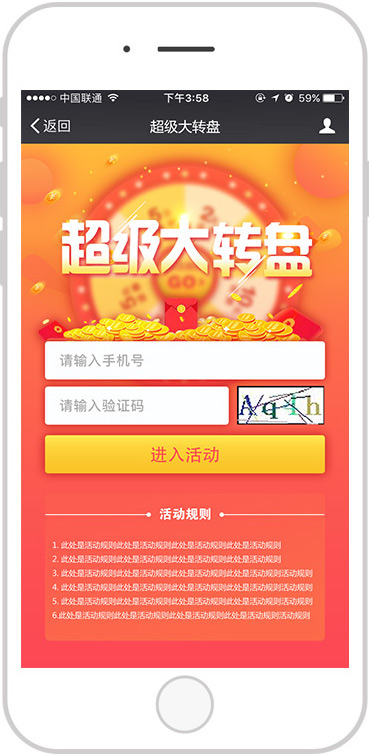 中国联通 下午3:58 59%
返回 超级大转盘
超级大转盘
GO
请输入手机号
请输入验证码 Aqth
进入活动
活动规则
1. 此处是活动规则此处是活动规则此处是活动规则此处是活动规则
2. 此处是活动规则此处是活动规则此处是活动规则此处是活动规则
3. 此处是活动规则此处是活动规则此处是活动规则此处是活动规则活动规则
4. 此处是活动规则此处是活动规则此处是活动规则此处是活动规则活动规则
5. 此处是活动规则此处是活动规则此处是活动规则此处是活动规则活动规则
6.此处是活动规则此处是活动规则此处是活动规则此处是活动规则活动规则